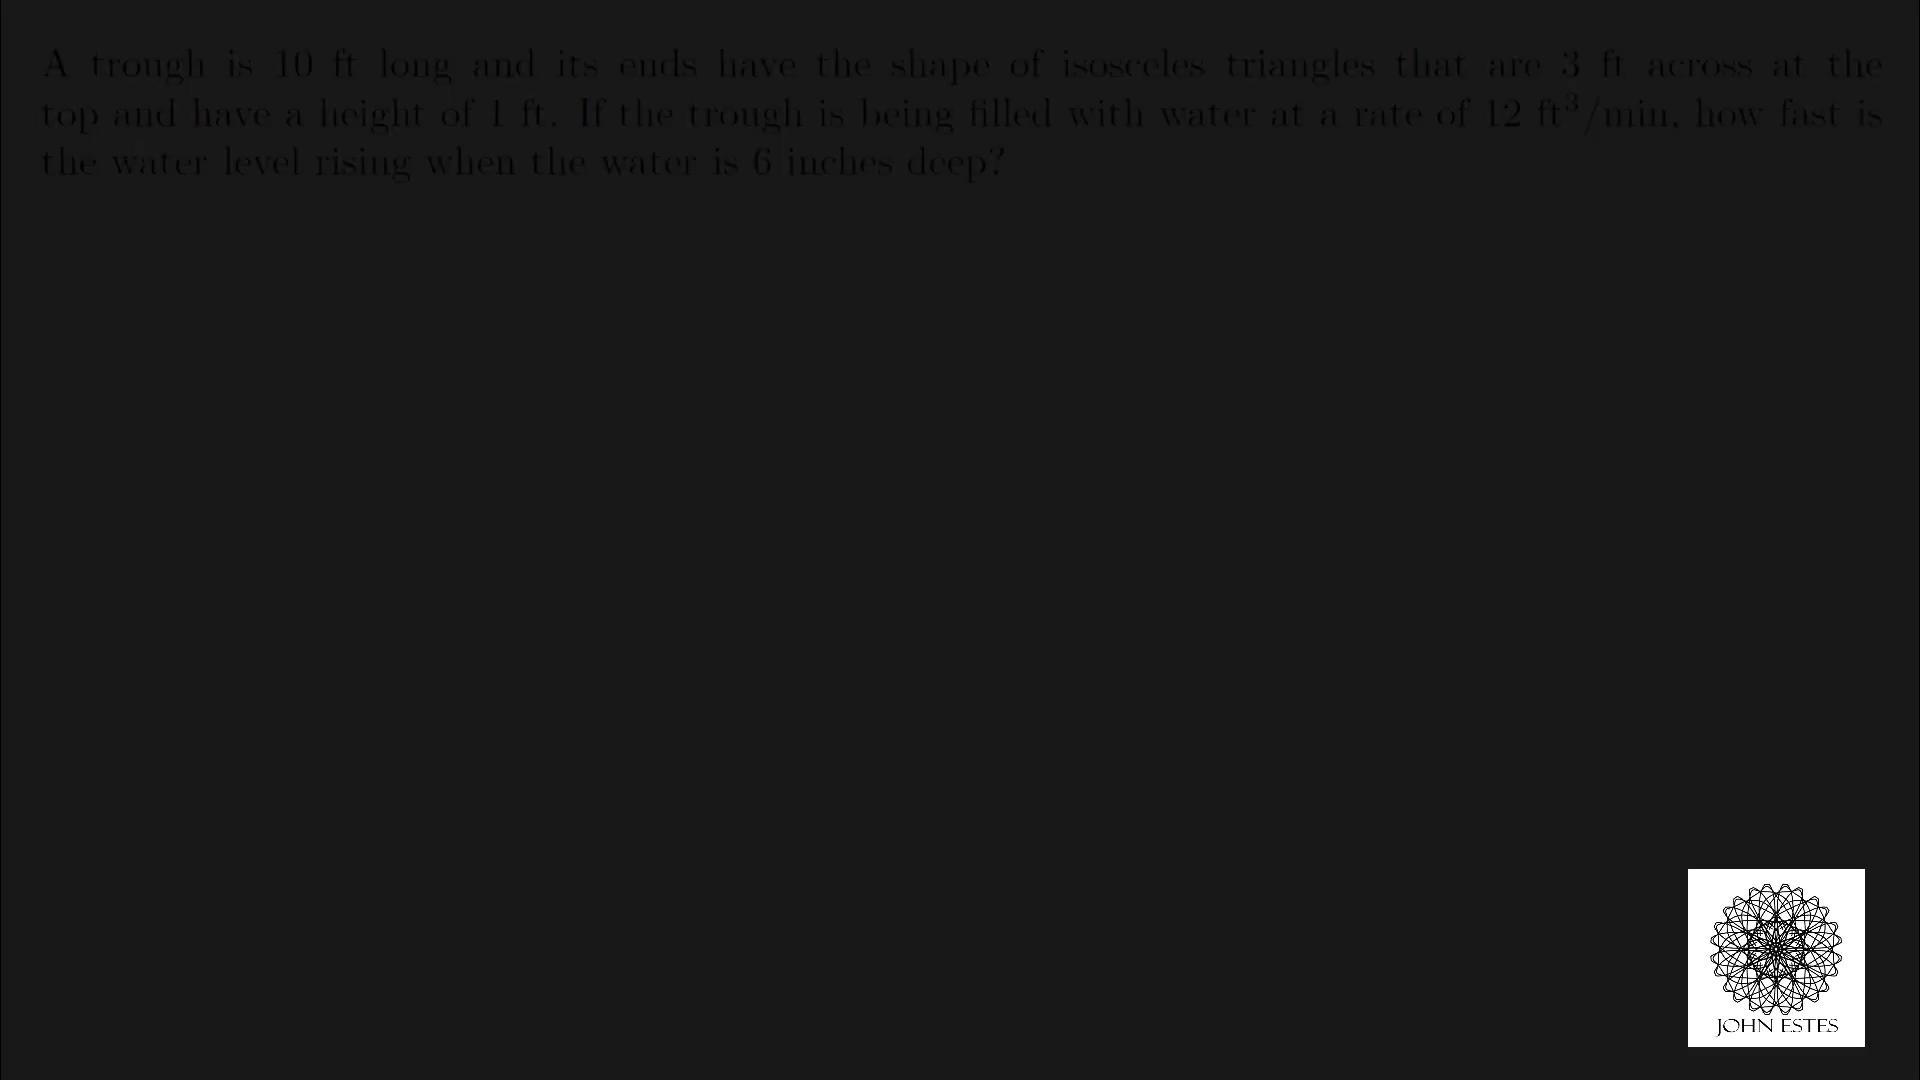 A trough is 10 ft long and its ends have the shape of isosceles triangles that are 3 ft across at the
top and have a height of 1 ft. If the trough is being filled with water at a rate of 12 ft³/min, how fast is
the water level rising when the water is 6 inches deep?
JOHN ESTES